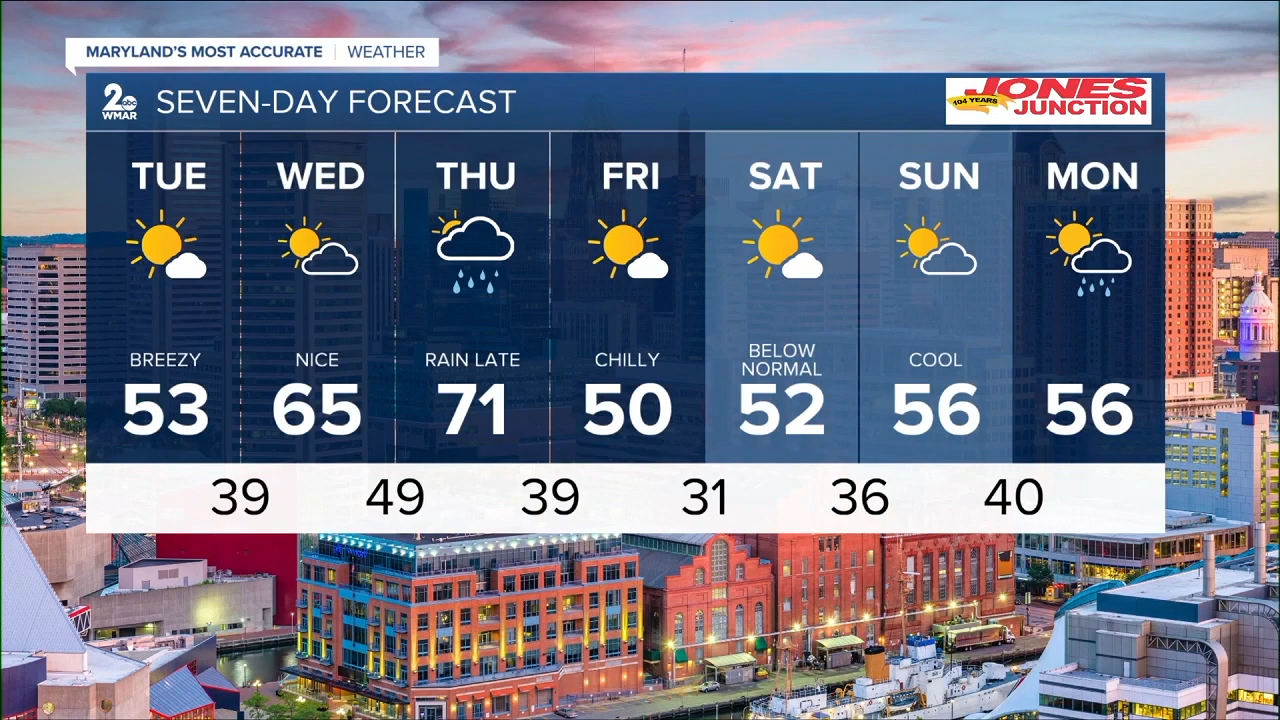 MARYLAND'S MOST ACCURATE | WEATHER
2 abc
WMAR
SEVEN-DAY FORECAST
JONES
104 YEARS
JUNCTION
TUE WED THU FRI SAT SUN MON
BREEZY NICE RAIN LATE CHILLY BELOW NORMAL COOL
53 65 71 50 52 56 56
39 49 39 31 36 40